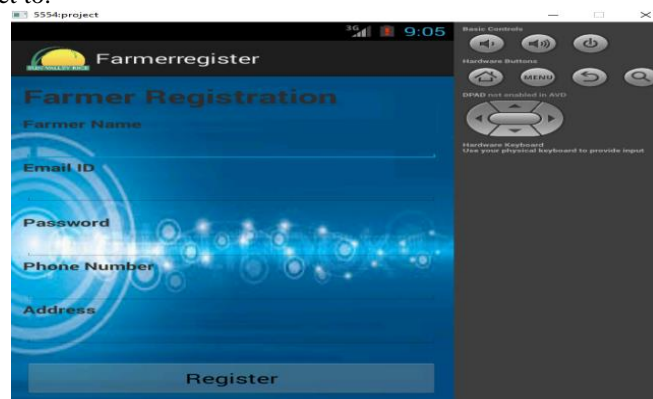 5554:project
3G 9:05
Farmerregister
Farmer Registration
Farmer Name
Email ID
Password
Phone Number
Address
Register
Basic Controls
Hardware Buttons
MENU
DPAD not enabled in AVD
Hardware Keyboard
Use your physical keyboard to provide input